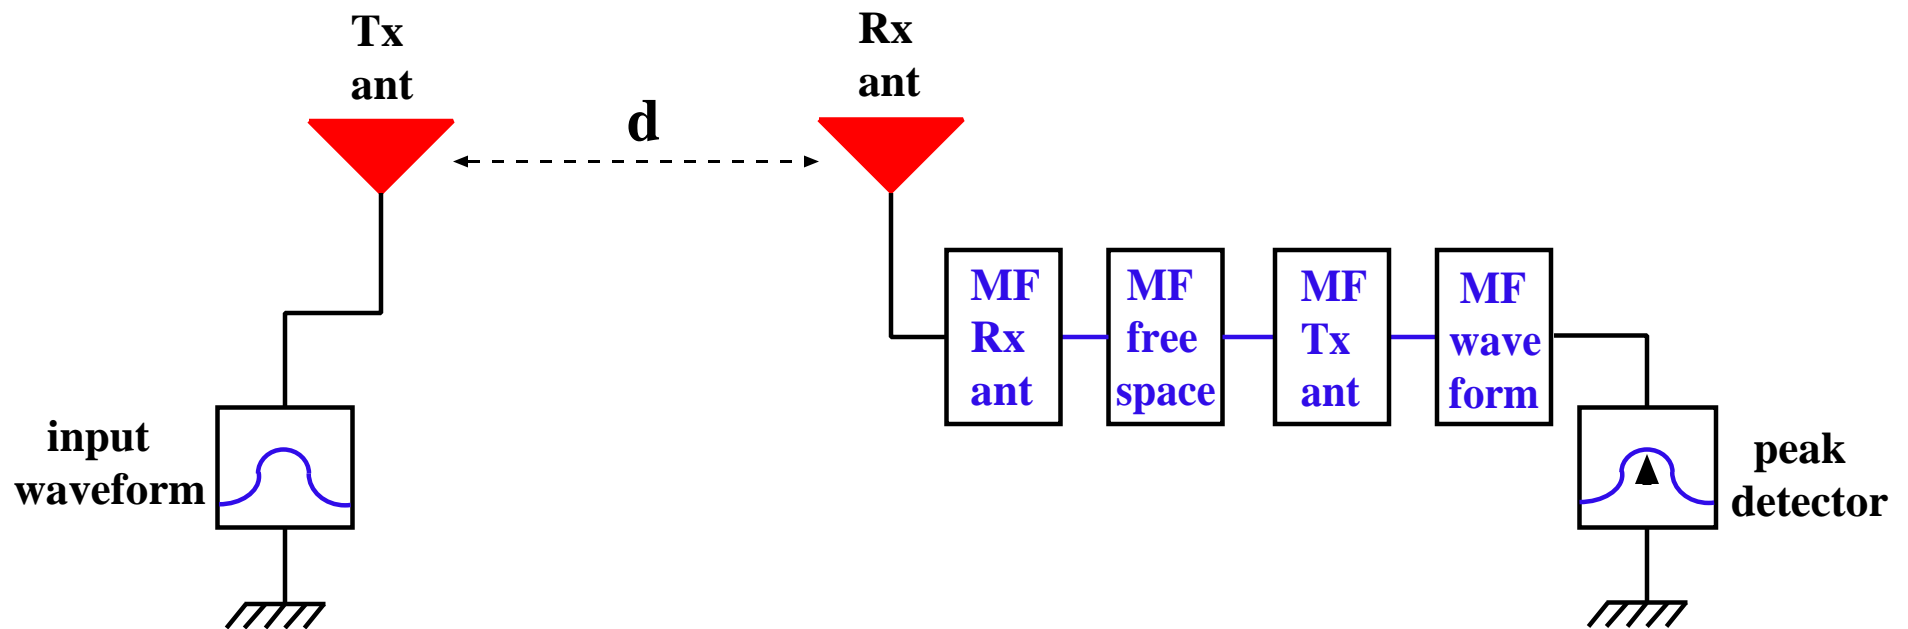 Tx
ant
Rx
ant
d
MF
Rx
ant
MF
free
space
MF
Tx
ant
MF
wave
form
input
waveform
peak
detector